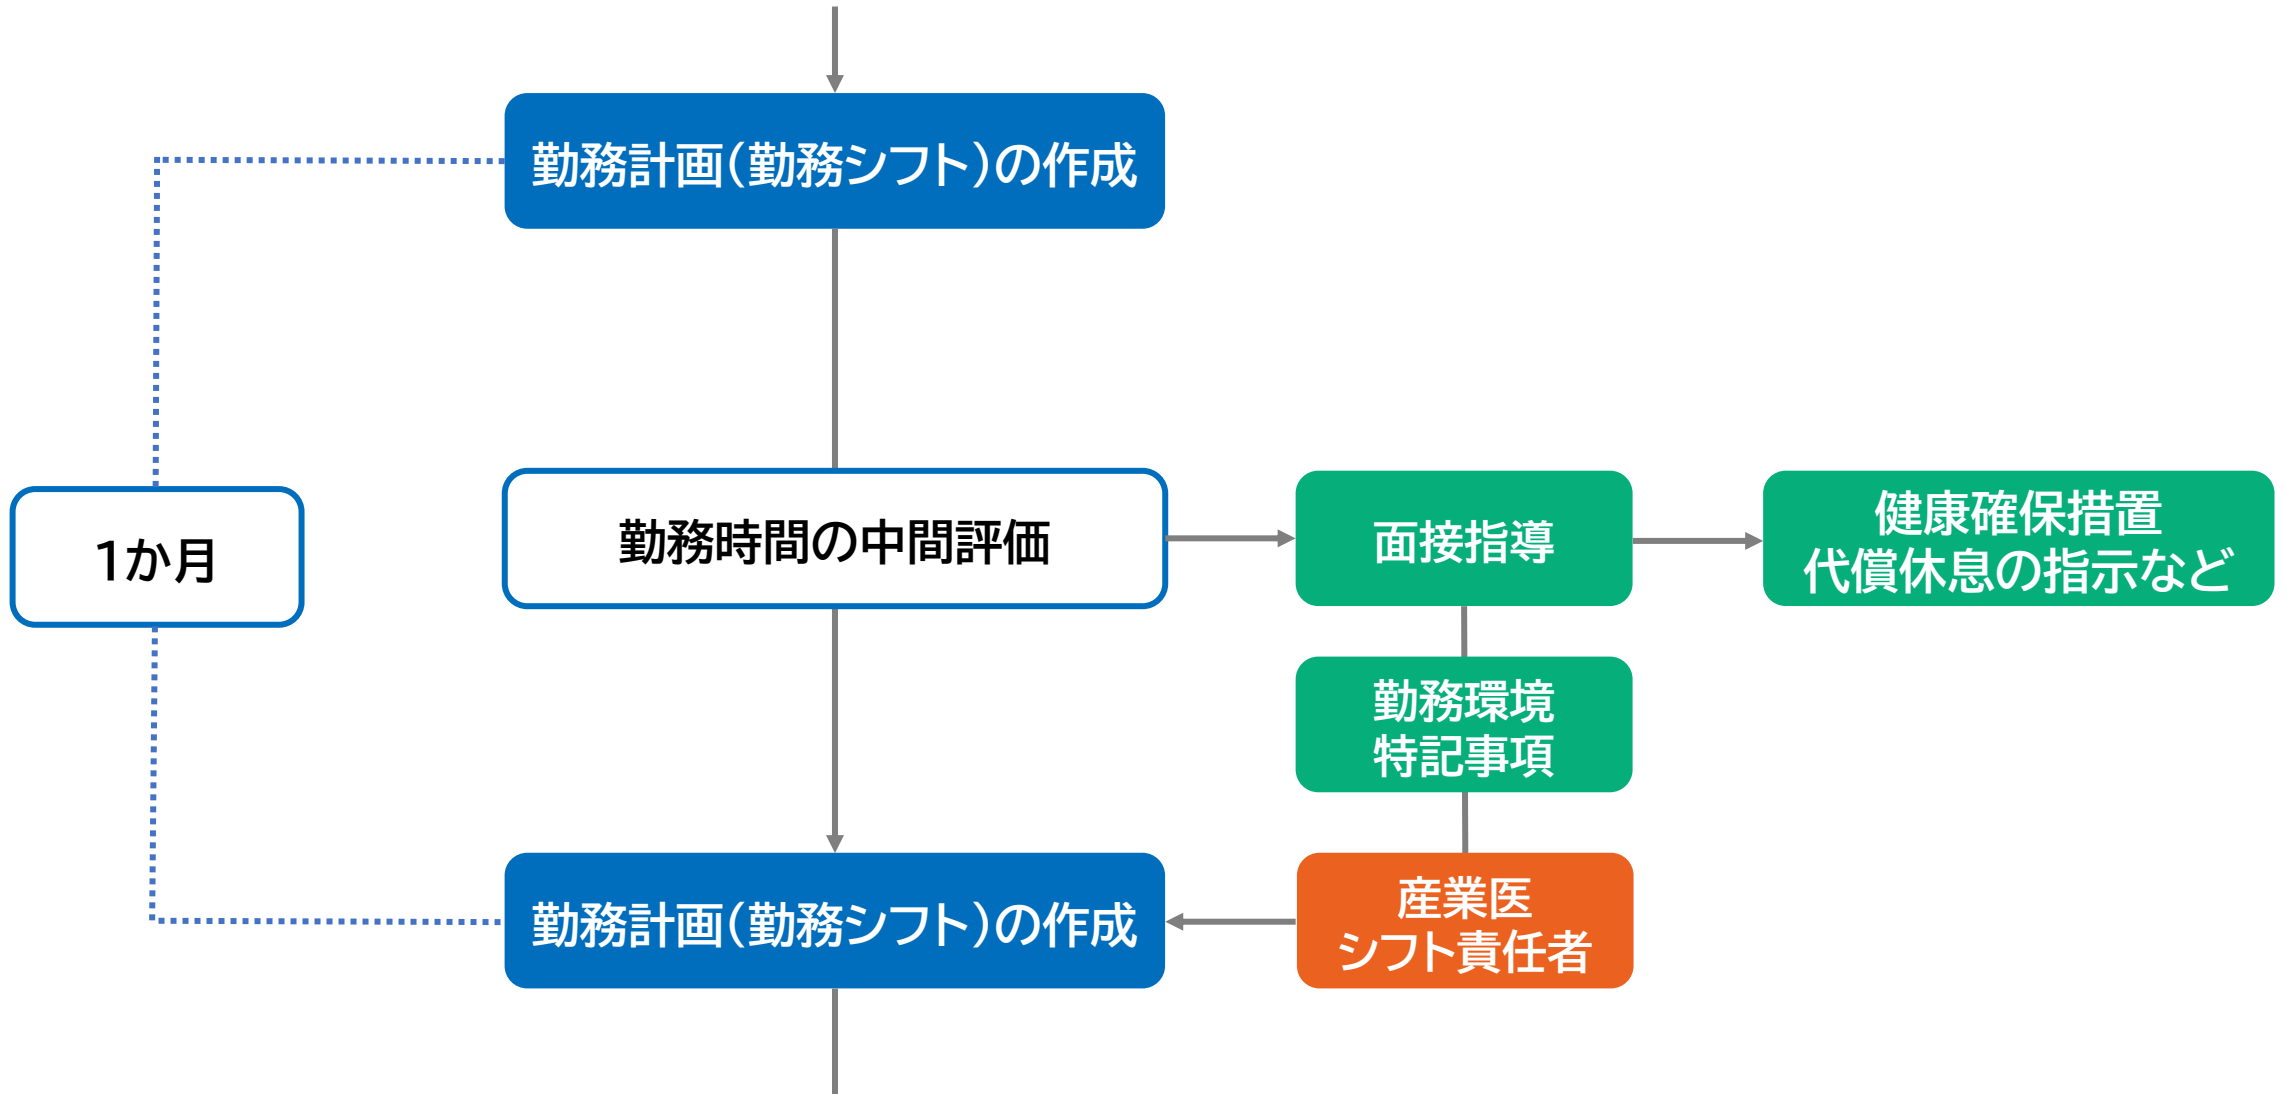 勤務計画(勤務シフト)の作成
1か月
勤務時間の中間評価
面接指導
健康確保措置
代償休息の指示など
勤務環境
特記事項
勤務計画(勤務シフト)の作成
産業医
シフト責任者